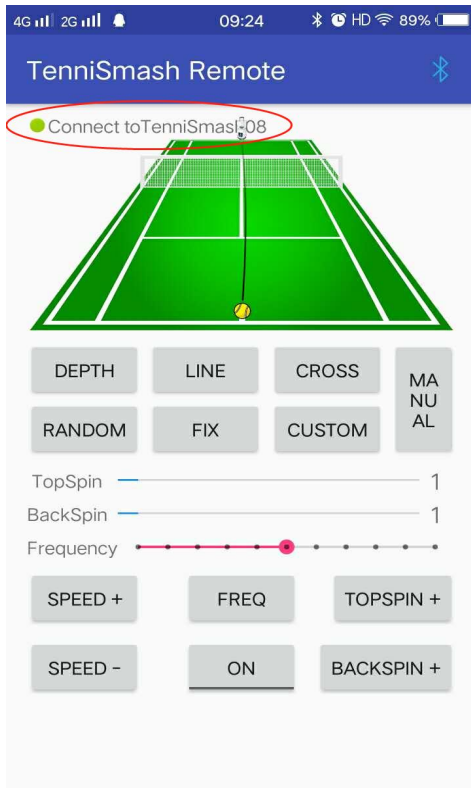 4G 2G 09:24 HD 89%
TenniSmash Remote
Connect toTenniSmash08
DEPTH LINE CROSS
MA
NU
AL
RANDOM FIX CUSTOM
TopSpin 1
BackSpin 1
Frequency
SPEED + FREQ TOPSPIN +
SPEED - ON BACKSPIN +